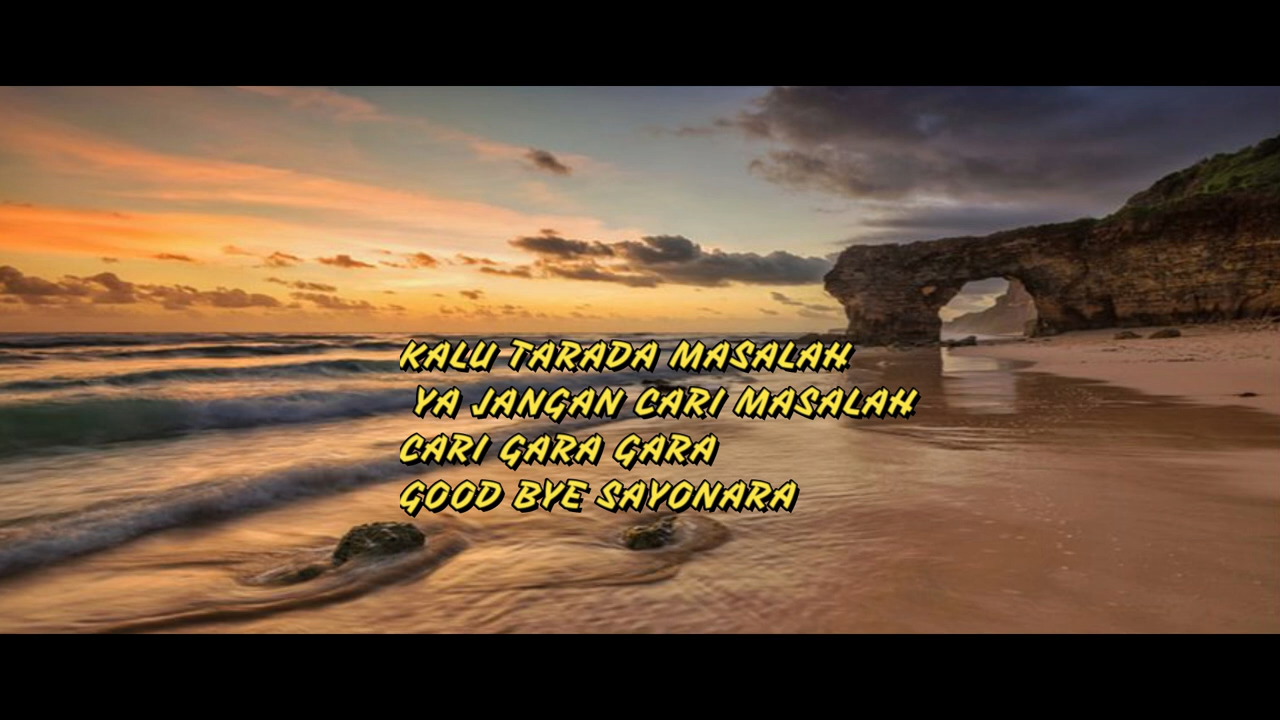 KALU TARADA MASALAH
YA JANGAN CARI MASALAH
CARI GARA GARA
GOOD BYE SAYONARA